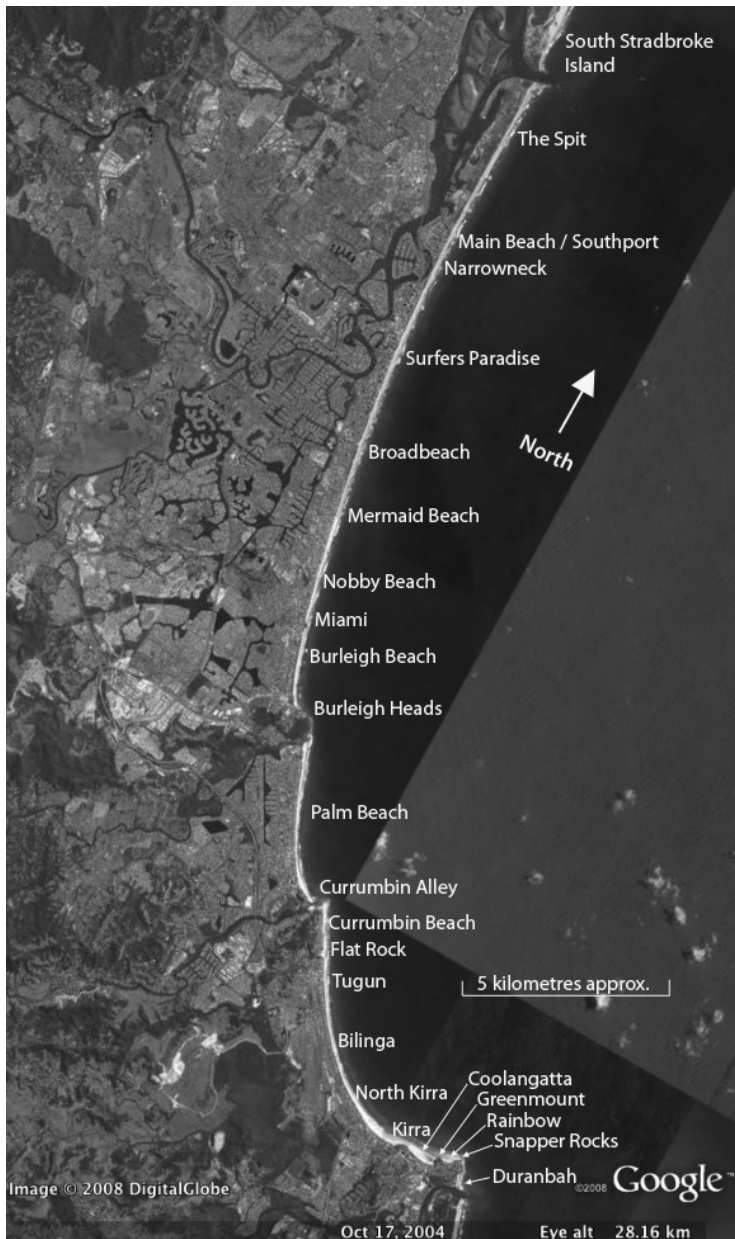 South Stradbroke
Island
The Spit
Main Beach / Southport
Narrowneck
Surfers Paradise
North
Broadbeach
Mermaid Beach
Nobby Beach
Miami
Burleigh Beach
Burleigh Heads
Palm Beach
Currumbin Alley
Currumbin Beach
Flat Rock
Tugun
5 kilometres approx.
Bilinga
Coolangatta
North Kirra
Greenmount
Rainbow
Kirra
Snapper Rocks
Duranbah
Image © 2008 DigitalGlobe
©2008 Google™
Oct 17, 2004 Eye alt 28.16 km